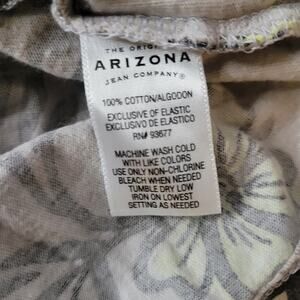 THE ORIGINAL
ARIZONA
JEAN COMPANY®
100% COTTON/ALGODON
EXCLUSIVE OF ELASTIC
EXCLUSIVO DE ELASTICO
RN# 93677
MACHINE WASH COLD
WITH LIKE COLORS
USE ONLY NON-CHLORINE
BLEACH WHEN NEEDED
TUMBLE DRY LOW
IRON ON LOWEST
SETTING AS NEEDED